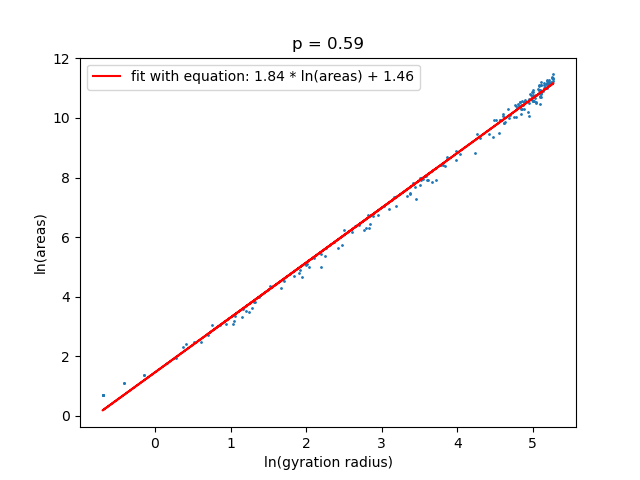 p = 0.59
fit with equation: 1.84 * ln(areas) + 1.46
12
10
8
6
4
2
0
ln(areas)
0 1 2 3 4 5
ln(gyration radius)